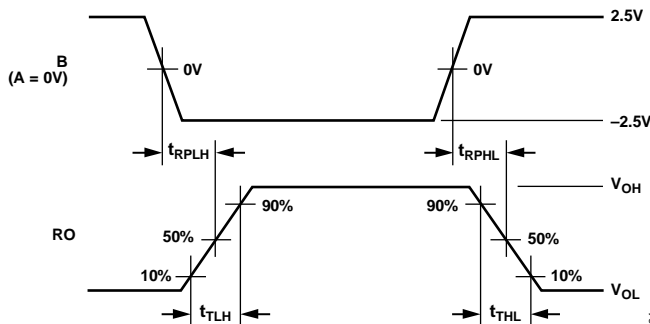 2.5V
B
(A = 0V)
0V
0V
–2.5V
tRPLH
tRPHL
VOH
90%
90%
RO
50%
50%
10%
10%
tTLH
tTHL
VOL